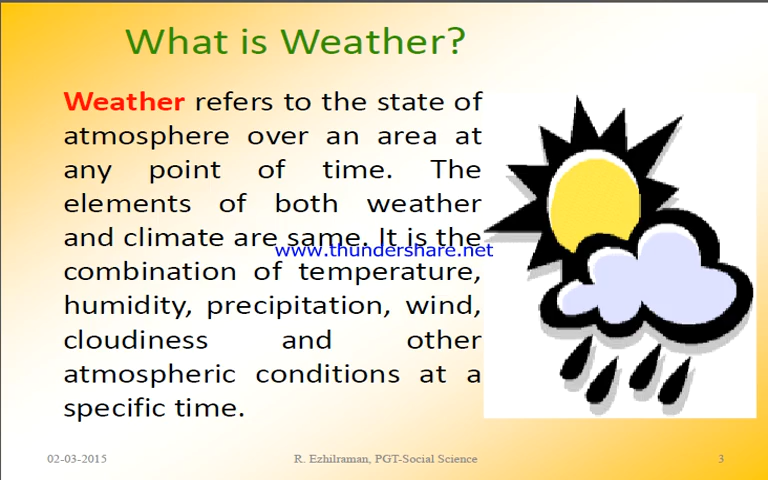 What is Weather?
Weather refers to the state of
atmosphere over an area at
any point of time. The
elements of both weather
and climate are same. It is the
www.thundershare.net
combination of temperature,
humidity, precipitation, wind,
cloudiness and other
atmospheric conditions at a
specific time.
02-03-2015
R. Ezhilraman, PGT-Social Science
3